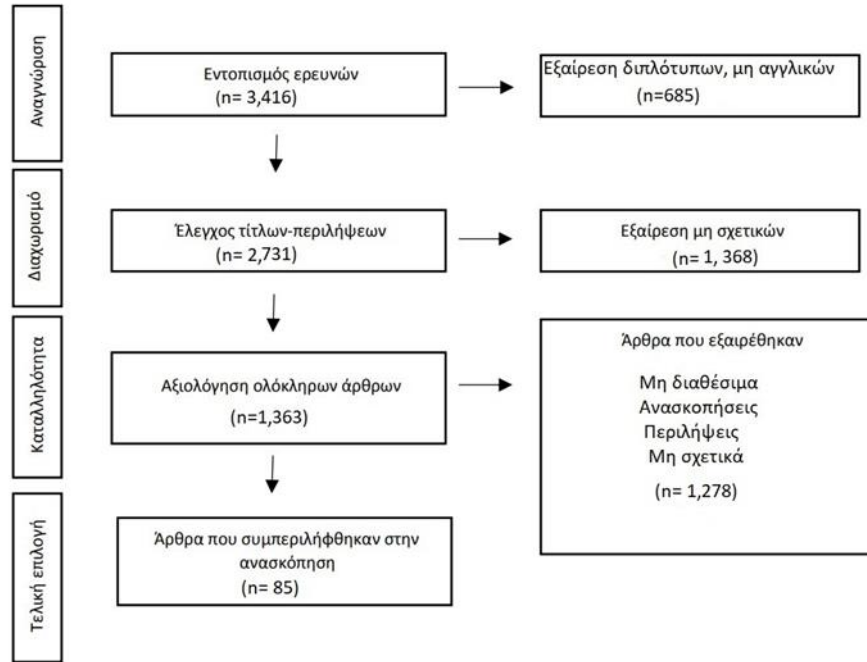 Αναγνώριση
Εντοπισμός ερευνών
(n= 3,416)
Εξαίρεση διπλότυπων, μη αγγλικών
(n=685)
Διαχωρισμό
Έλεγχος τίτλων-περιλήψεων
(n= 2,731)
Εξαίρεση μη σχετικών
(n= 1, 368)
Καταλληλότητα
Αξιολόγηση ολόκληρων άρθρων
(n=1,363)
Άρθρα που εξαιρέθηκαν
Μη διαθέσιμα
Ανασκοπήσεις
Περιλήψεις
Μη σχετικά
(n= 1,278)
Τελική επιλογή
Άρθρα που συμπεριλήφθηκαν στην
ανασκόπηση
(n= 85)